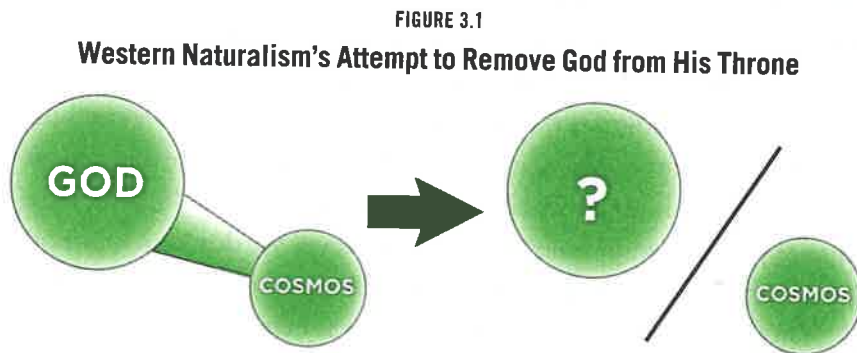 FIGURE 3.1
Western Naturalism's Attempt to Remove God from His Throne
GOD
COSMOS
?
COSMOS